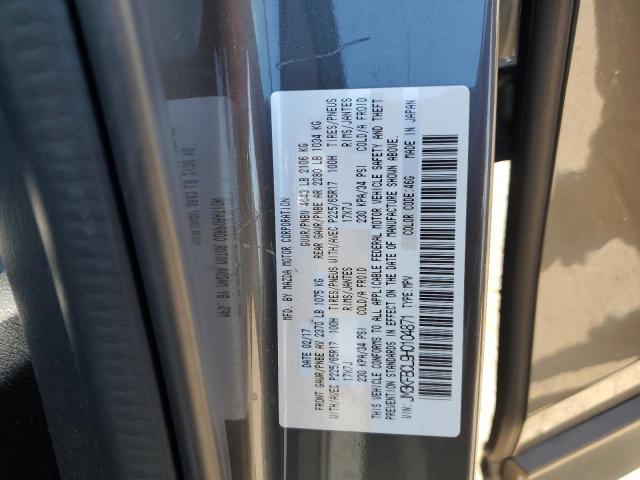 MFD. BY MAZDA MOTOR CORPORATION
DATE: 02/17 GVWR/PNBV 4643 LB 2106 KG
FRONT GAWR/PNBE AV 2370 LB 1075 KG REAR GAWR/PNBE AR 2280 LB 1034 KG
WITH/AVEC P225/65R17 100H TIRES/PNEUS WITH/AVEC P225/65R17 100H TIRES/PNEUS
17X7J RIMS/JANTES 17X7J RIMS/JANTES
230 KPA/34 PSI COLD/A FROID 230 KPA/34 PSI COLD/A FROID
THIS VEHICLE CONFORMS TO ALL APPLICABLE FEDERAL MOTOR VEHICLE SAFETY AND THEFT
PREVENTION STANDARDS IN EFFECT ON THE DATE OF MANUFACTURE SHOWN ABOVE.
VIN: JM3KFBCL9H0104871 TYPE: MPV COLOR CODE: 46G MADE IN JAPAN